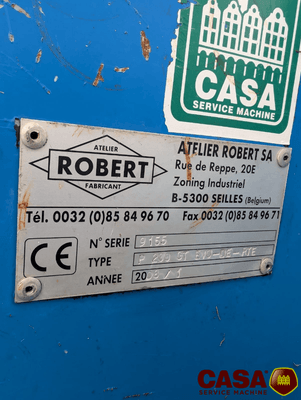 CASA
SERVICE MACHINE
ATELIER
ROBERT
FABRICANT
ATELIER ROBERT SA
Rue de Reppe, 20E
Zoning Industriel
B-5300 SEILLES (Belgium)
Tél. 0032 (0)85 84 96 70 Fax 0032 (0)85 84 96 71
CE
N° SERIE 9155
TYPE
ANNEE 20
CASA
SERVICE MACHINE